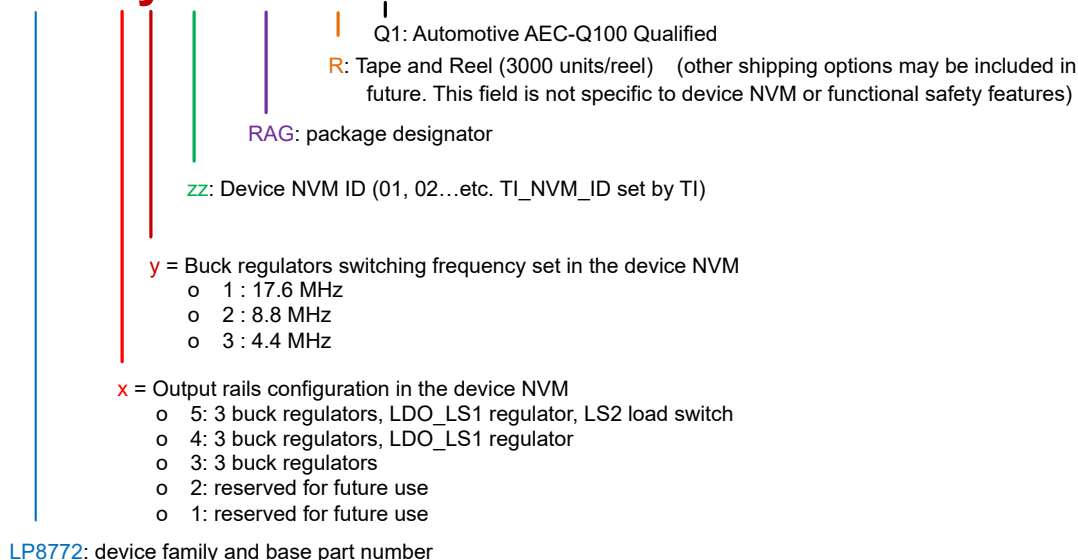 Q1: Automotive AEC-Q100 Qualified
R: Tape and Reel (3000 units/reel) (other shipping options may be included in
future. This field is not specific to device NVM or functional safety features)
RAG: package designator
zz: Device NVM ID (01, 02…etc. TI_NVM_ID set by TI)
y = Buck regulators switching frequency set in the device NVM
o 1 : 17.6 MHz
o 2 : 8.8 MHz
o 3 : 4.4 MHz
x = Output rails configuration in the device NVM
o 5: 3 buck regulators, LDO_LS1 regulator, LS2 load switch
o 4: 3 buck regulators, LDO_LS1 regulator
o 3: 3 buck regulators
o 2: reserved for future use
o 1: reserved for future use
LP8772: device family and base part number